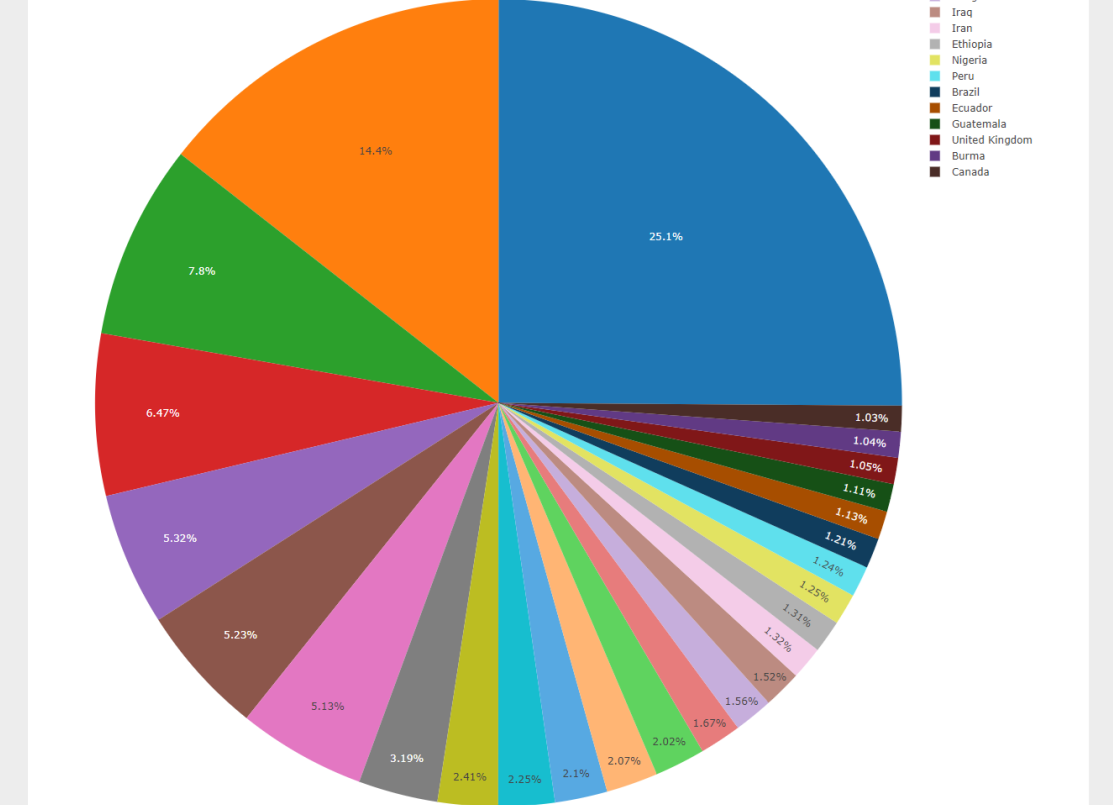 Iraq
Iran
Ethiopia
Nigeria
Peru
Brazil
Ecuador
Guatemala
United Kingdom
Burma
Canada
14.4%
25.1%
7.8%
6.47%
5.32%
5.23%
5.13%
3.19%
2.41%
2.25%
2.1%
2.07%
2.02%
1.67%
1.56%
1.52%
1.32%
1.31%
1.25%
1.24%
1.21%
1.13%
1.11%
1.05%
1.04%
1.03%